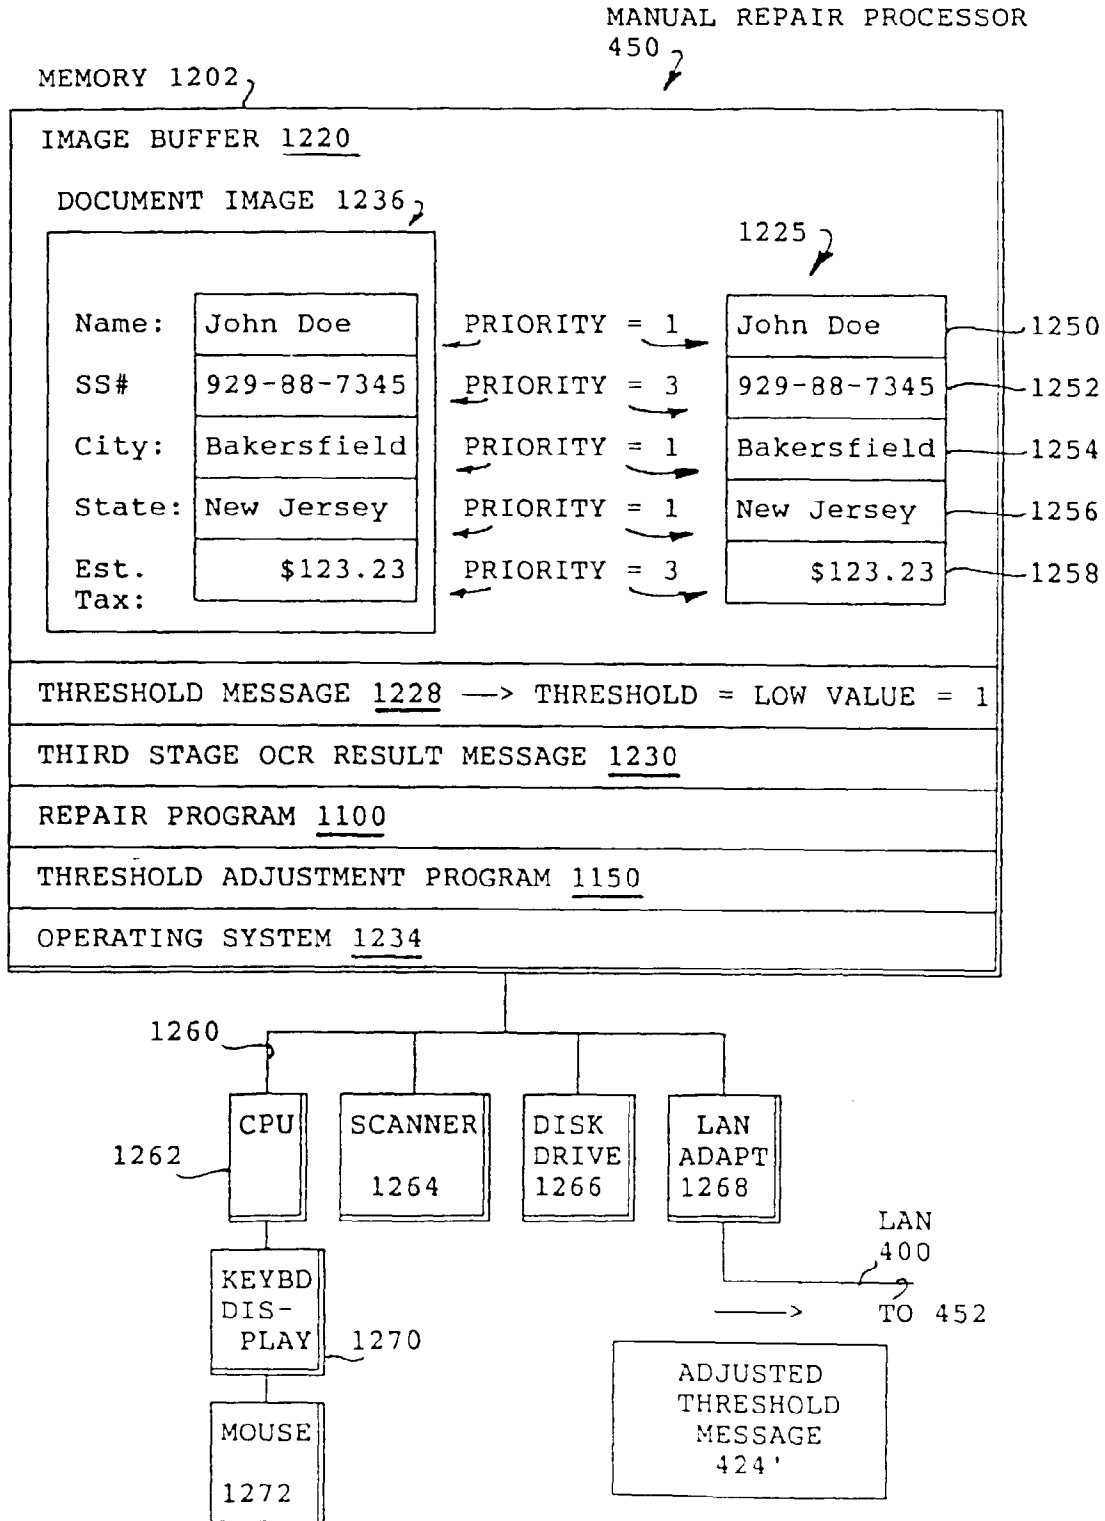 MANUAL REPAIR PROCESSOR
450
MEMORY 1202
IMAGE BUFFER 1220
DOCUMENT IMAGE 1236
1225
Name: John Doe PRIORITY = 1 John Doe 1250
SS# 929-88-7345 PRIORITY = 3 929-88-7345 1252
City: Bakersfield PRIORITY = 1 Bakersfield 1254
State: New Jersey PRIORITY = 1 New Jersey 1256
Est. $123.23 PRIORITY = 3 $123.23 1258
Tax:
THRESHOLD MESSAGE 1228 —> THRESHOLD = LOW VALUE = 1
THIRD STAGE OCR RESULT MESSAGE 1230
REPAIR PROGRAM 1100
THRESHOLD ADJUSTMENT PROGRAM 1150
OPERATING SYSTEM 1234
1260
CPU
1262
SCANNER
1264
DISK
DRIVE
1266
LAN
ADAPT
1268
LAN
400
TO 452
KEYBD
DIS-
PLAY
1270
MOUSE
1272
ADJUSTED
THRESHOLD
MESSAGE
424'